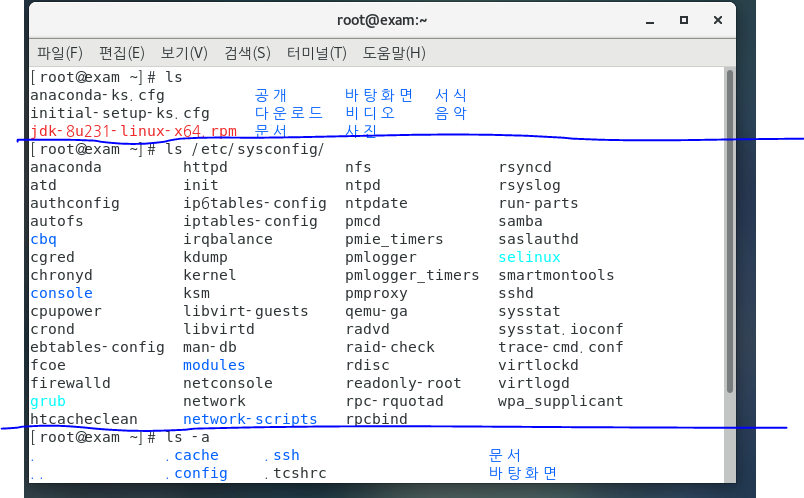 root@exam:~
파일(F) 편집(E) 보기(V) 검색(S) 터미널(T) 도움말(H)
[root@exam ~]# ls
anaconda-ks.cfg 공개 바탕화면 서식
initial-setup-ks.cfg 다운로드 비디오 음악
jdk-8u231-linux-x64.rpm 문서 사진
[root@exam ~]# ls /etc/sysconfig/
anaconda httpd nfs rsyncd
atd init ntpd rsyslog
authconfig ip6tables-config ntpdate run-parts
autofs iptables-config pmcd samba
cbq irqbalance pmie_timers saslauthd
cgred kdump pmlogger selinux
chronyd kernel pmlogger_timers smartmontools
console ksm pmproxy sshd
cpupower libvirt-guests qemu-ga sysstat
crond libvirtd radvd sysstat.ioconf
ebtables-config man-db raid-check trace-cmd.conf
fcoe modules rdisc virtlockd
firewalld netconsole readonly-root virtlogd
grub network rpc-rquotad wpa_supplicant
htcacheclean network-scripts rpcbind
[root@exam ~]# ls -a
. .cache .ssh 문서
.. .config .tcshrc 바탕화면